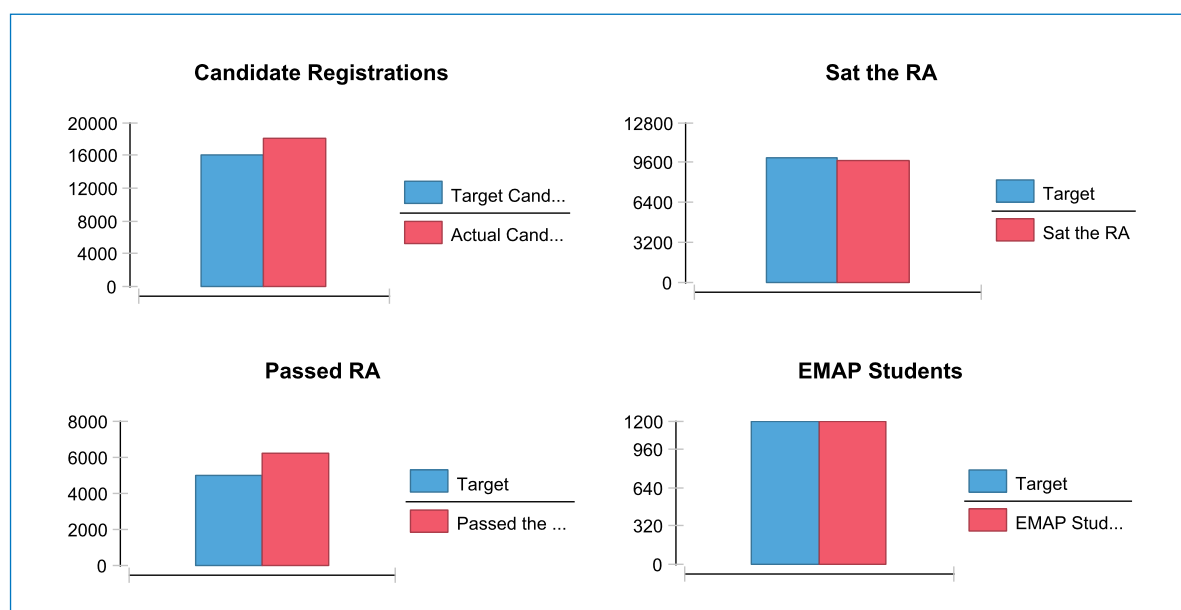 Candidate Registrations
20000
16000
12000
8000
4000
0
Target Cand...
Actual Cand...
Sat the RA
12800
9600
6400
3200
0
Target
Sat the RA
Passed RA
8000
6000
4000
2000
0
Target
Passed the ...
EMAP Students
1200
960
640
320
0
Target
EMAP Stud...